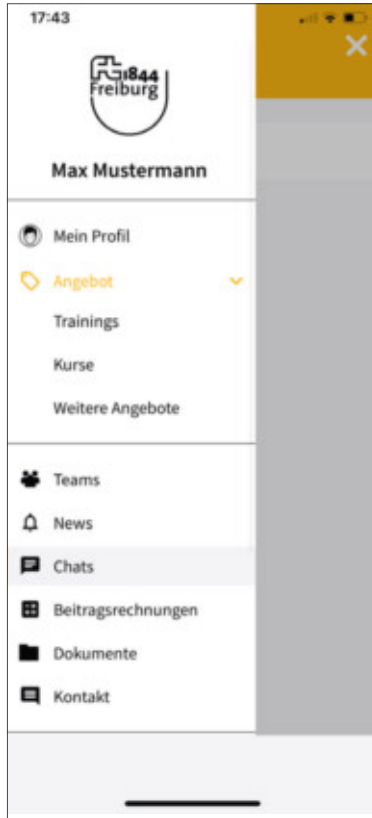 17:43
FT 1844
Freiburg
Max Mustermann
Mein Profil
Angebot
Trainings
Kurse
Weitere Angebote
Teams
News
Chats
Beitragsrechnungen
Dokumente
Kontakt